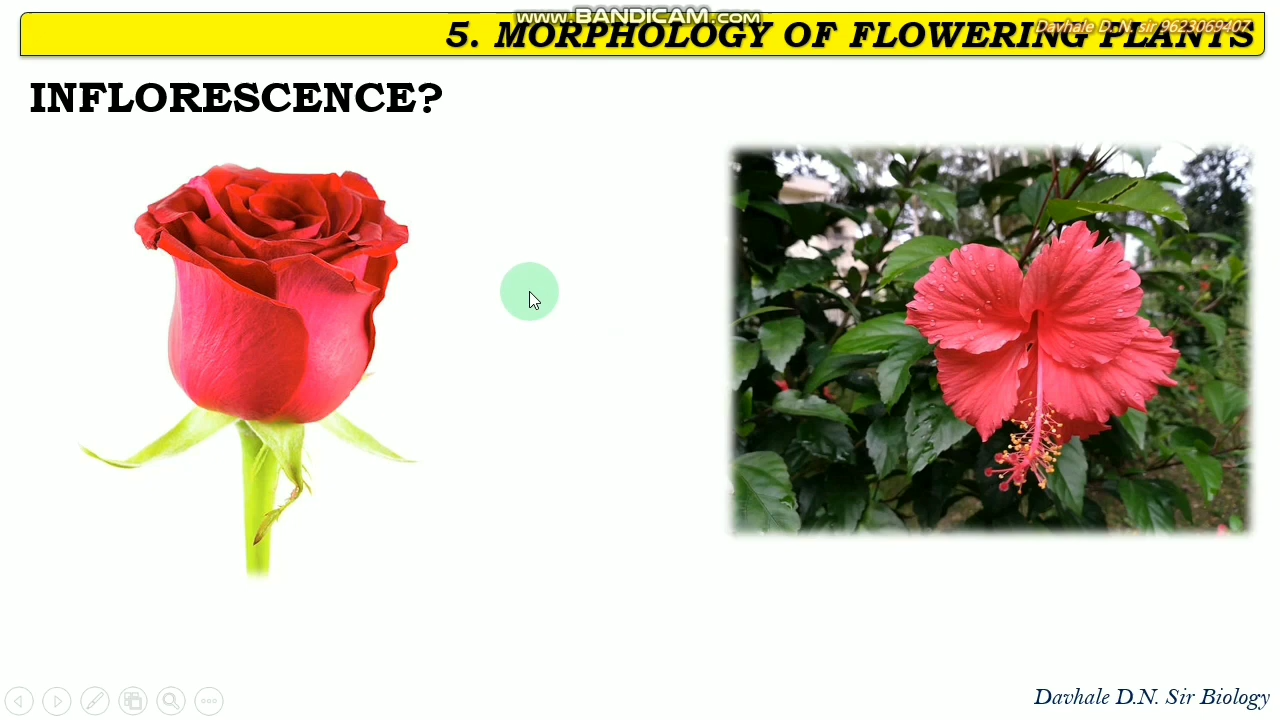 www.BANDICAM.com
Davhale D.N. sir 9623069407
5. MORPHOLOGY OF FLOWERING PLANTS
INFLORESCENCE?
Davhale D.N. Sir Biology